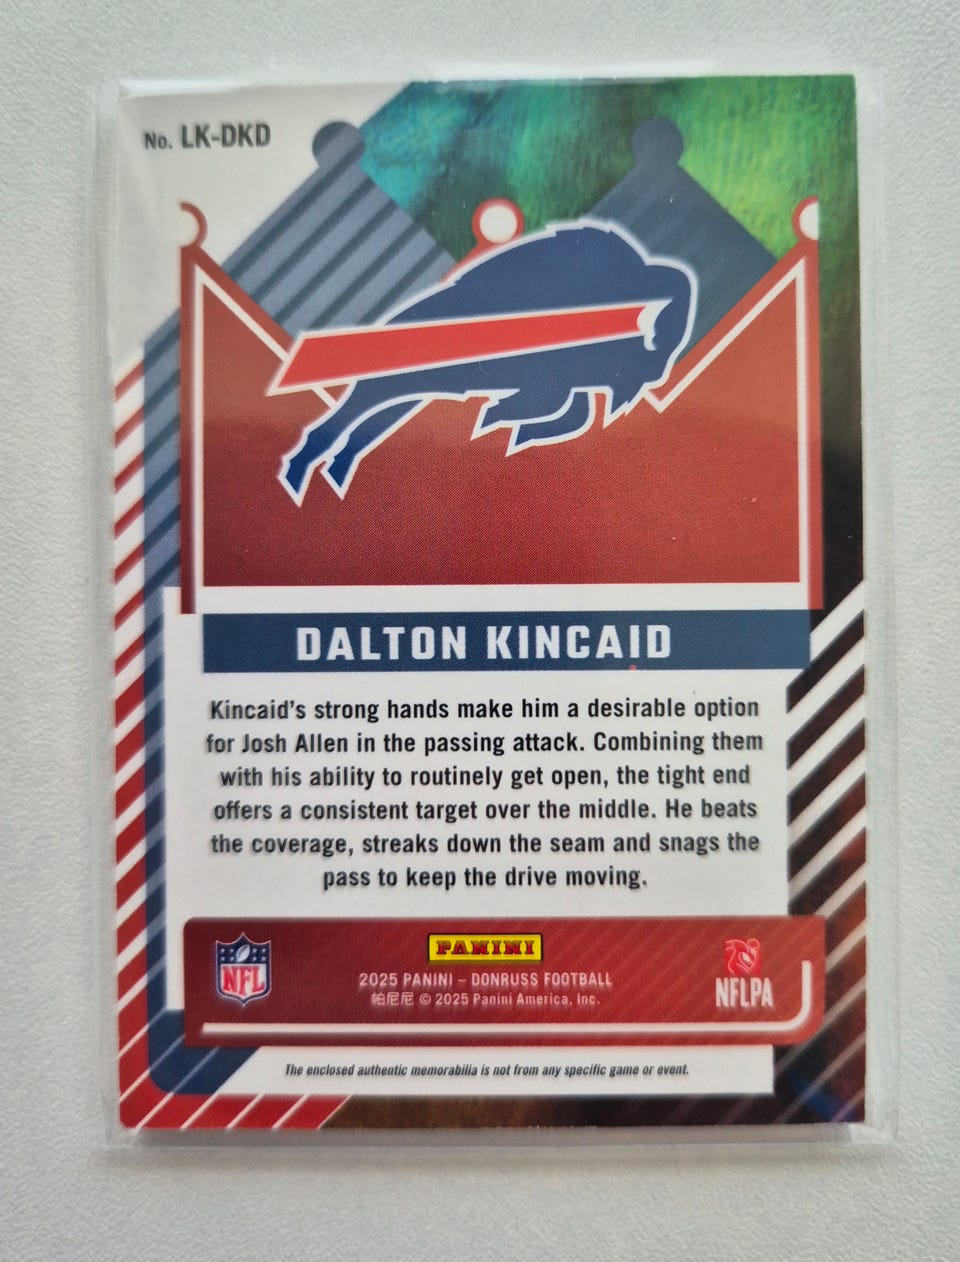 No. LK-DKD
DALTON KINCAID
Kincaid's strong hands make him a desirable option
for Josh Allen in the passing attack. Combining them
with his ability to routinely get open, the tight end
offers a consistent target over the middle. He beats
the coverage, streaks down the seam and snags the
pass to keep the drive moving.
NFL
PANINI
2025 PANINI – DONRUSS FOOTBALL
帕尼尼 © 2025 Panini America, Inc.
NFLPA
The enclosed authentic memorabilia is not from any specific game or event.